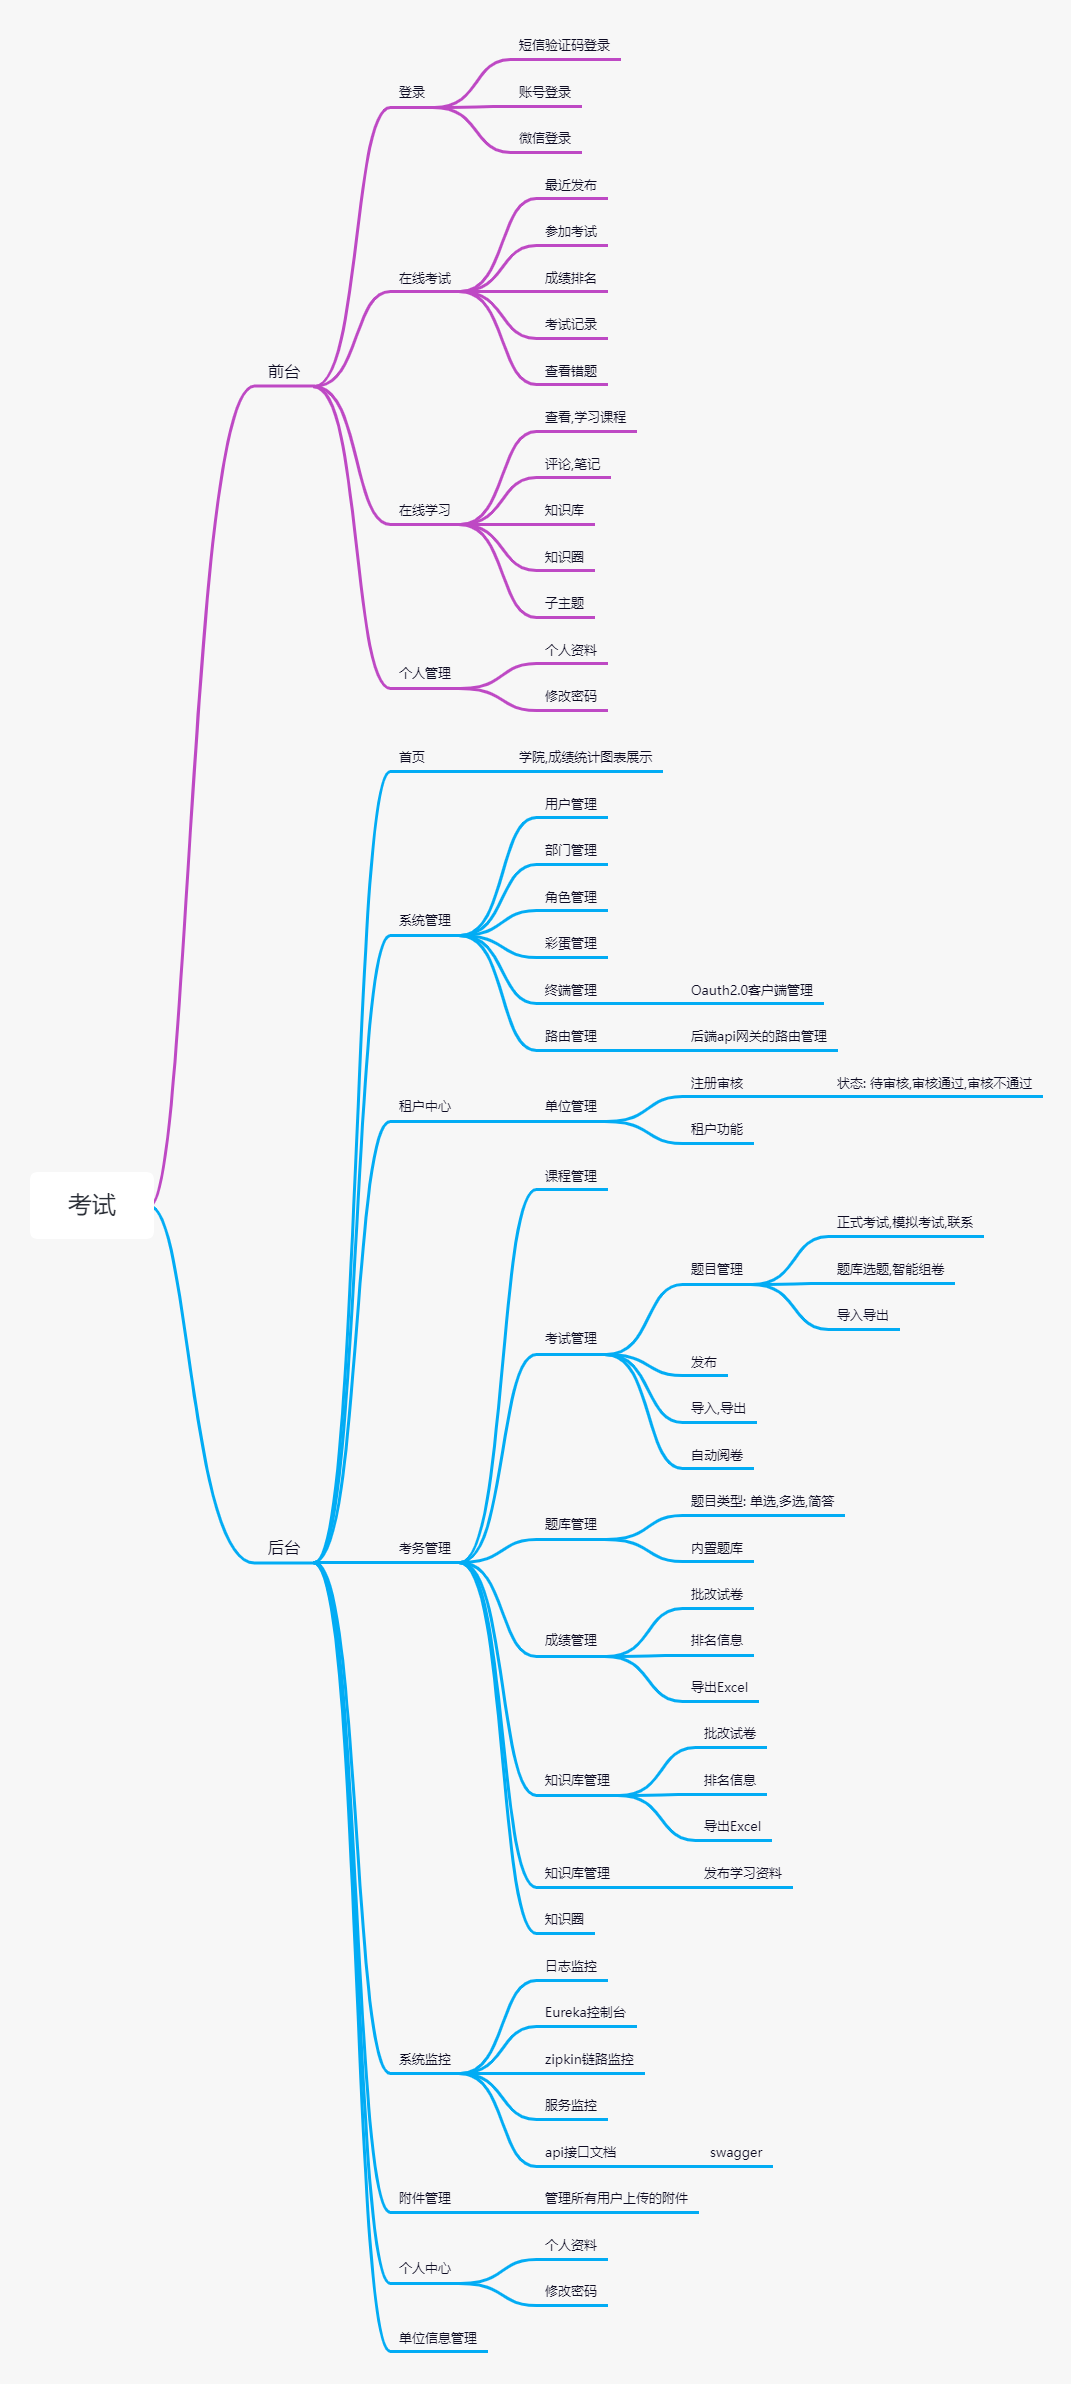 短信验证码登录
登录
账号登录
微信登录
最近发布
参加考试
在线考试
成绩排名
考试记录
查看错题
前台
查看,学习课程
评论,笔记
在线学习
知识库
知识圈
子主题
个人资料
个人管理
修改密码
首页
学院,成绩统计图表展示
用户管理
部门管理
角色管理
系统管理
彩蛋管理
终端管理
Oauth2.0客户端管理
路由管理
后端api网关的路由管理
注册审核
状态: 待审核,审核通过,审核不通过
租户中心
单位管理
租户功能
课程管理
考试
正式考试,模拟考试,联系
题目管理
题库选题,智能组卷
导入导出
考试管理
发布
导入,导出
自动阅卷
题目类型: 单选,多选,简答
题库管理
内置题库
后台
考务管理
批改试卷
成绩管理
排名信息
导出Excel
批改试卷
知识库管理
排名信息
导出Excel
知识库管理
发布学习资料
知识圈
日志监控
Eureka控制台
系统监控
zipkin链路监控
服务监控
api接口文档
swagger
附件管理
管理所有用户上传的附件
个人资料
个人中心
修改密码
单位信息管理